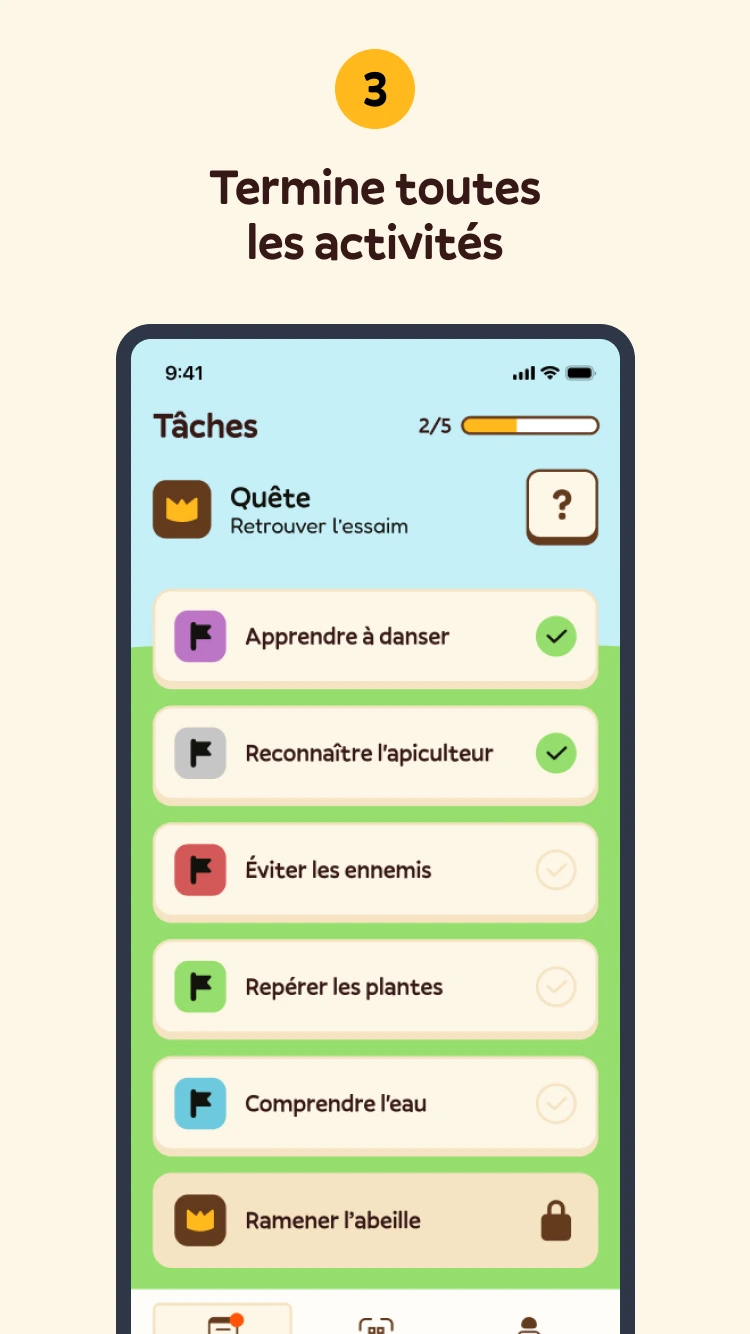 3
Termine toutes
les activités
9:41
Tâches
2/5
Quête
Retrouver l'essaim
?
Apprendre à danser
Reconnaître l'apiculteur
Éviter les ennemis
Repérer les plantes
Comprendre l'eau
Ramener l'abeille